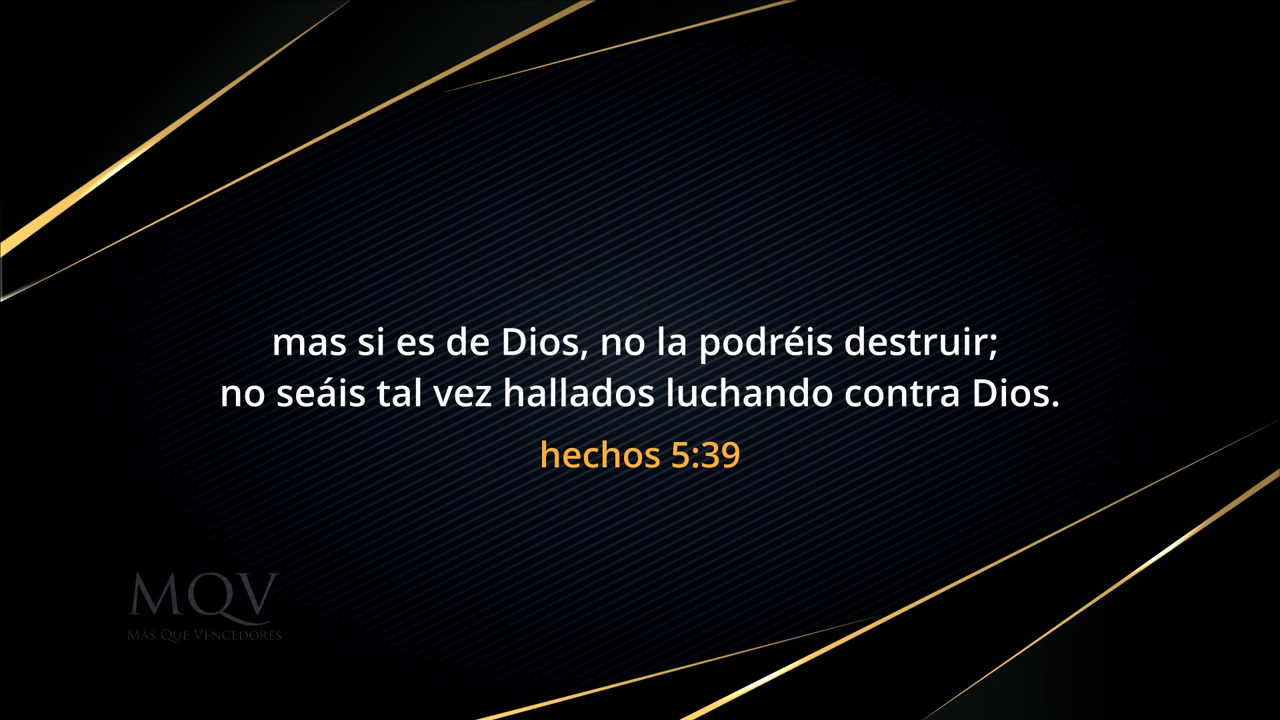 mas si es de Dios, no la podréis destruir;
no seáis tal vez hallados luchando contra Dios.
hechos 5:39
MQV
Más Que Vencedores